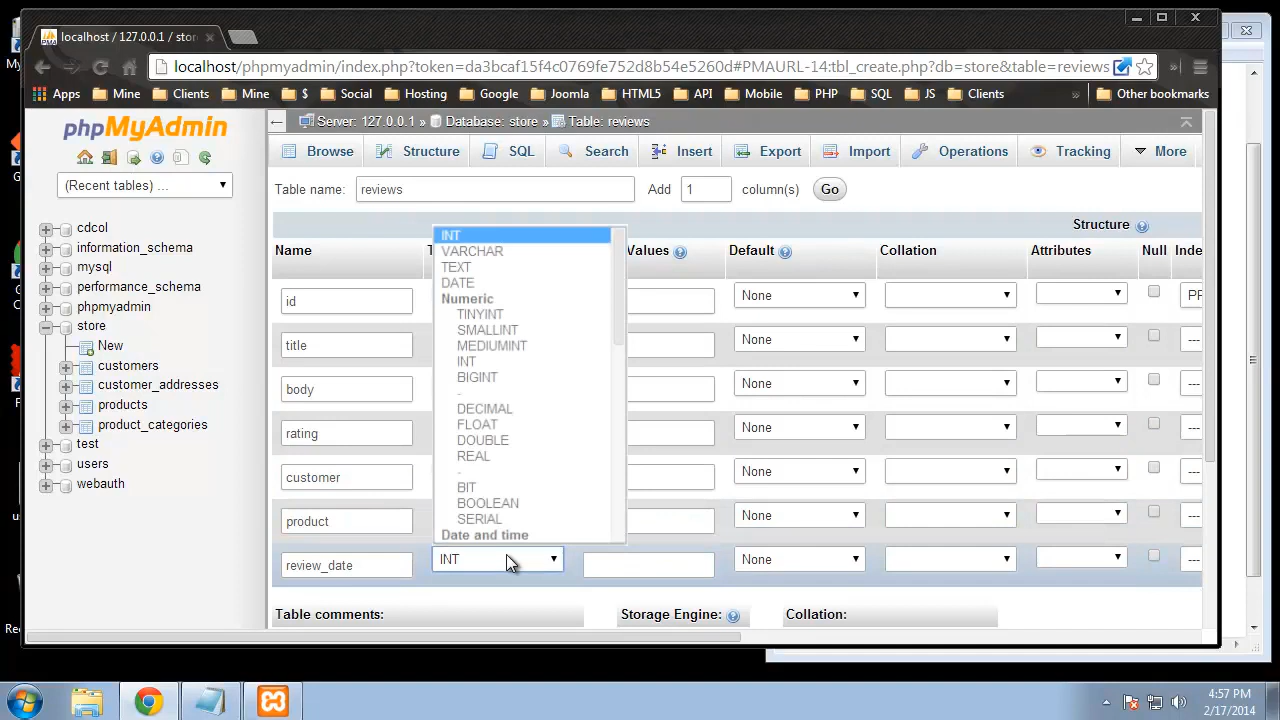 localhost / 127.0.0.1 / stor
localhost/phpmyadmin/index.php?token=da3bcaf5f4c0769fe752d8b54e5260d#PMAURL-14:tbl_create.php?db=store&table=reviews
Apps Mine Clients Mine $ Social Hosting Google Joomla HTML5 API Mobile PHP SQL JS Clients » Other bookmarks
phpMyAdmin
(Recent tables) ...
cdcol
information_schema
mysql
performance_schema
phpmyadmin
store
New
customers
customer_addresses
products
product_categories
test
users
webauth
Server: 127.0.0.1 » Database: store » Table: reviews
Browse Structure SQL Search Insert Export Import Operations Tracking More
Table name: reviews Add 1 column(s) Go
Structure
Name Values Default Collation Attributes Null Inde
id None PR
title None ---
body None ---
rating None ---
customer None ---
product None ---
review_date INT None ---
INT
VARCHAR
TEXT
DATE
Numeric
TINYINT
SMALLINT
MEDIUMINT
INT
BIGINT
-
DECIMAL
FLOAT
DOUBLE
REAL
-
BIT
BOOLEAN
SERIAL
Date and time
Table comments: Storage Engine: Collation:
4:57 PM
2/17/2014